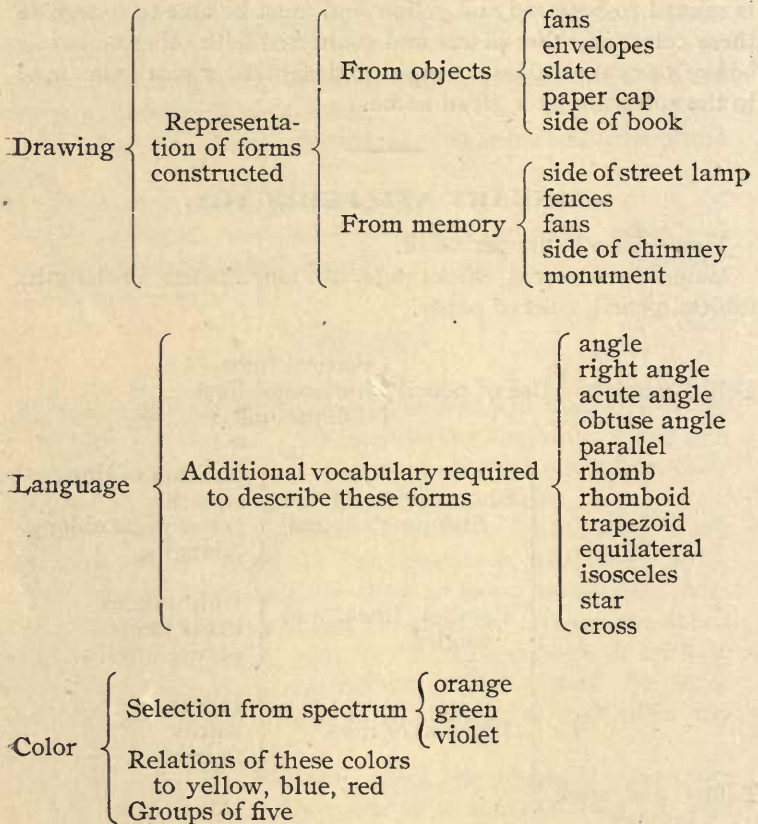 Drawing
Representa-
tion of forms
constructed
From objects
fans
envelopes
slate
paper cap
side of book
From memory
side of street lamp
fences
fans
side of chimney
monument
Language
Additional vocabulary required
to describe these forms
angle
right angle
acute angle
obtuse angle
parallel
rhomb
rhomboid
trapezoid
equilateral
isosceles
star
cross
Color
Selection from spectrum
orange
green
violet
Relations of these colors
to yellow, blue, red
Groups of five